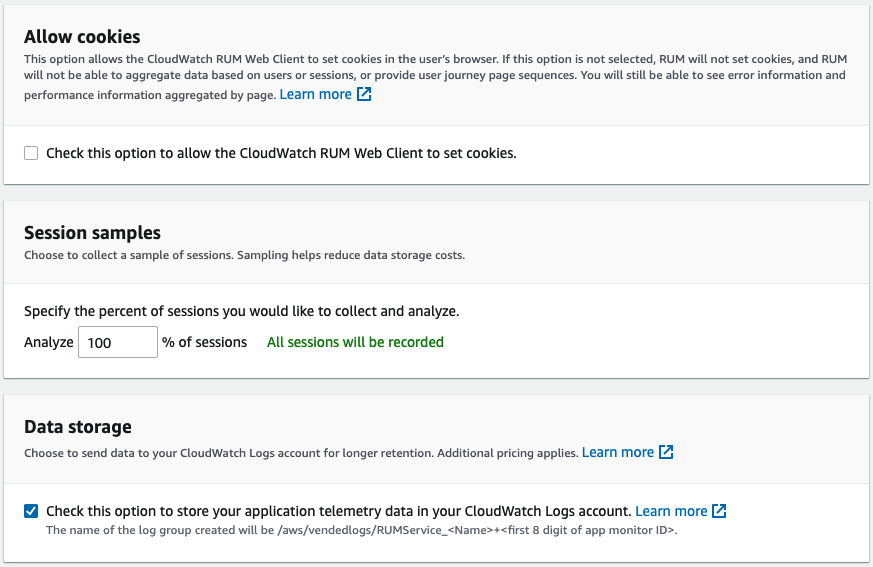 Allow cookies
This option allows the CloudWatch RUM Web Client to set cookies in the user's browser. If this option is not selected, RUM will not set cookies, and RUM
will not be able to aggregate data based on users or sessions, or provide user journey page sequences. You will still be able to see error information and
performance information aggregated by page. Learn more
Check this option to allow the CloudWatch RUM Web Client to set cookies.
Session samples
Choose to collect a sample of sessions. Sampling helps reduce data storage costs.
Specify the percent of sessions you would like to collect and analyze.
Analyze 100 % of sessions All sessions will be recorded
Data storage
Choose to send data to your CloudWatch Logs account for longer retention. Additional pricing applies. Learn more
Check this option to store your application telemetry data in your CloudWatch Logs account. Learn more
The name of the log group created will be /aws/vendedlogs/RUMService_<Name>+<first 8 digit of app monitor ID>.